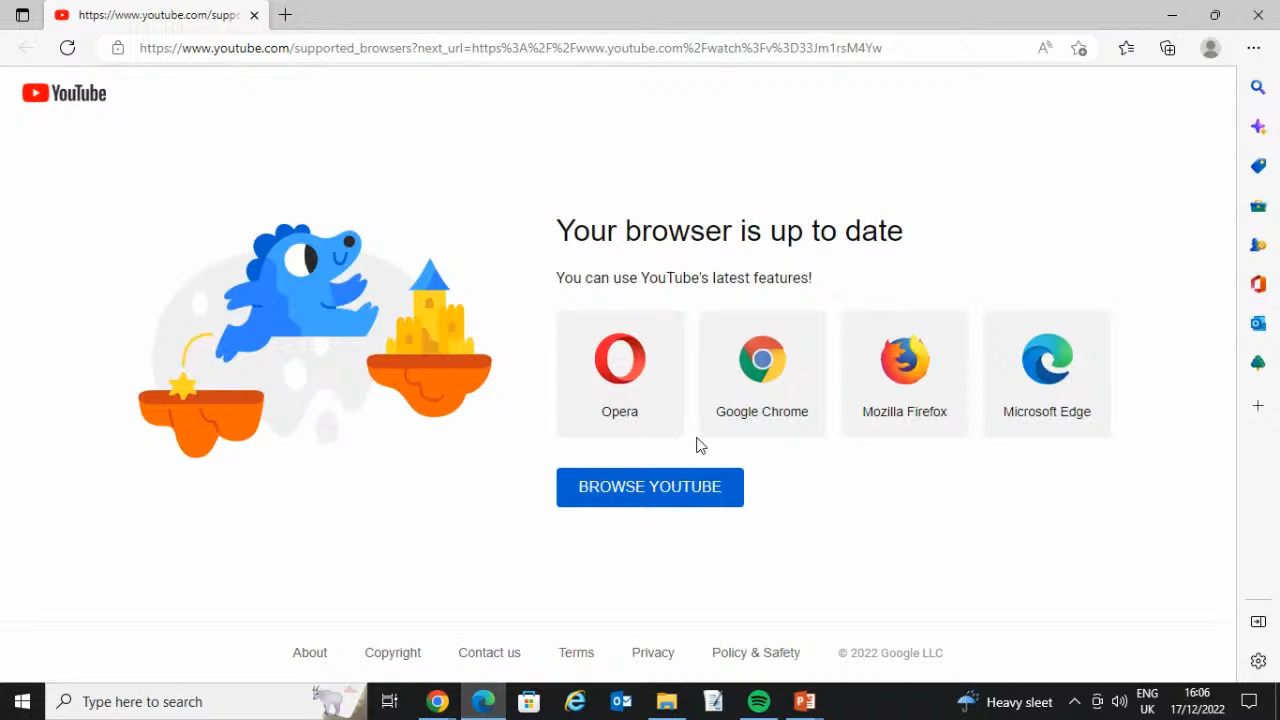 https://www.youtube.com/suppo
https://www.youtube.com/supported_browsers?next_url=https%3A%2F%2Fwww.youtube.com%2Fwatch%3Fv%3D33Jm1rsM4Yw
YouTube
Your browser is up to date
You can use YouTube's latest features!
Opera
Google Chrome
Mozilla Firefox
Microsoft Edge
BROWSE YOUTUBE
About
Copyright
Contact us
Terms
Privacy
Policy & Safety
© 2022 Google LLC
Type here to search
Heavy sleet
ENG
UK
16:06
17/12/2022